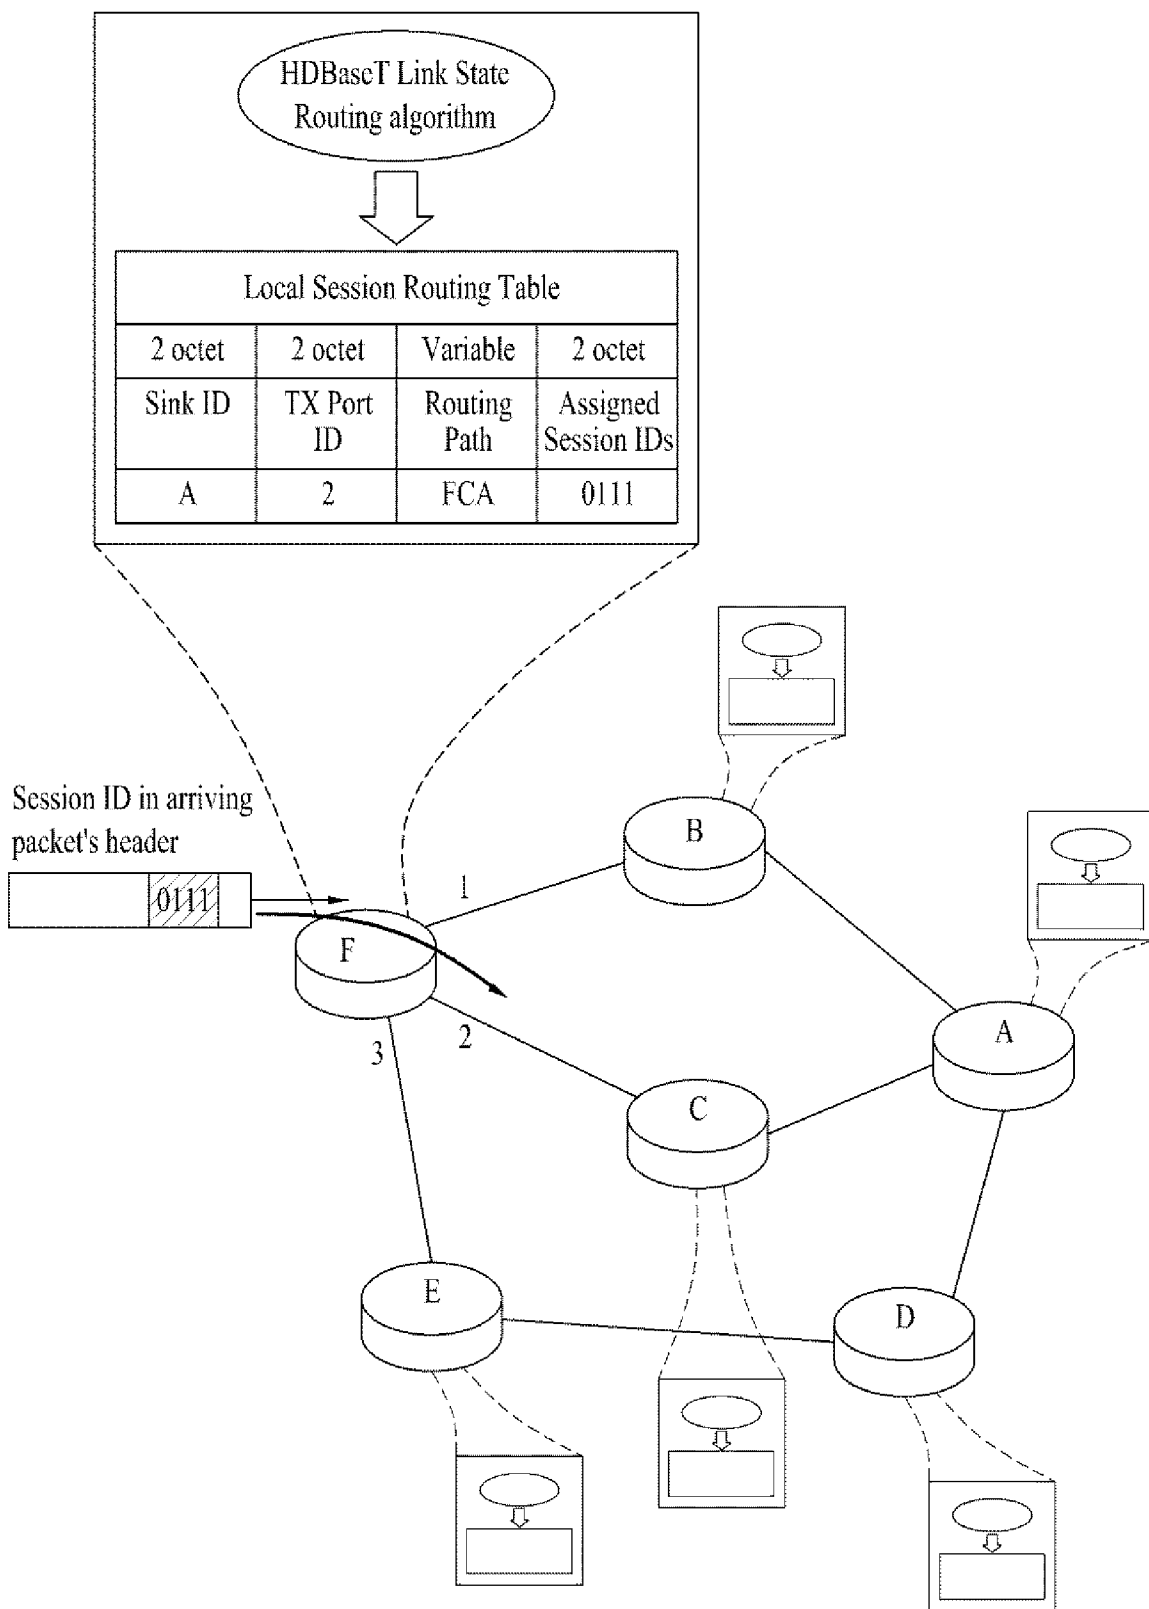 HDBaseT Link State
Routing algorithm
Local Session Routing Table
2 octet 2 octet Variable 2 octet
Sink ID TX Port ID Routing Path Assigned Session IDs
A 2 FCA 0111
Session ID in arriving
packet's header
0111
F
1
2
3
B
A
C
E
D